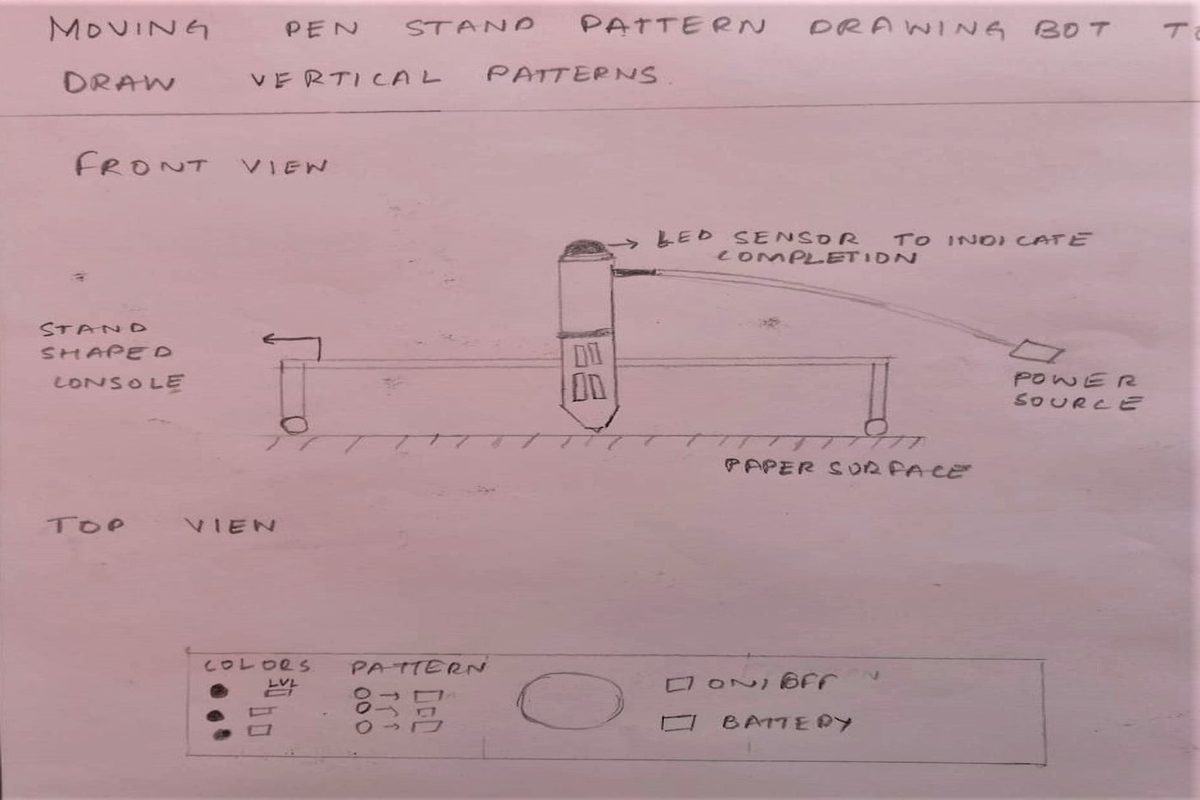 MOVING PEN STAND PATTERN DRAWING BOT TO
DRAW VERTICAL PATTERNS.
FRONT VIEW
LED SENSOR TO INDICATE
COMPLETION
STAND
SHAPED
CONSOLE
POWER
SOURCE
PAPER SURFACE
TOP VIEW
COLORS PATTERN
LVL
ON/OFF
BATTERY